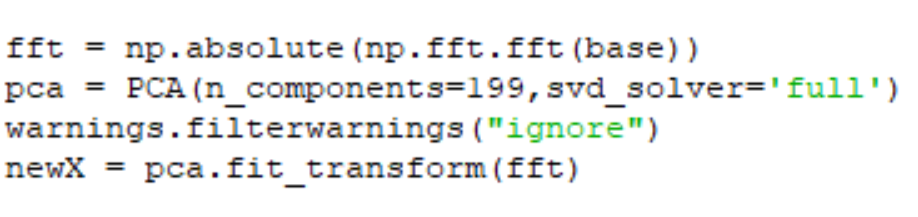 fft = np.absolute(np.fft.fft(base))
pca = PCA(n_components=199,svd_solver='full')
warnings.filterwarnings("ignore")
newX = pca.fit_transform(fft)